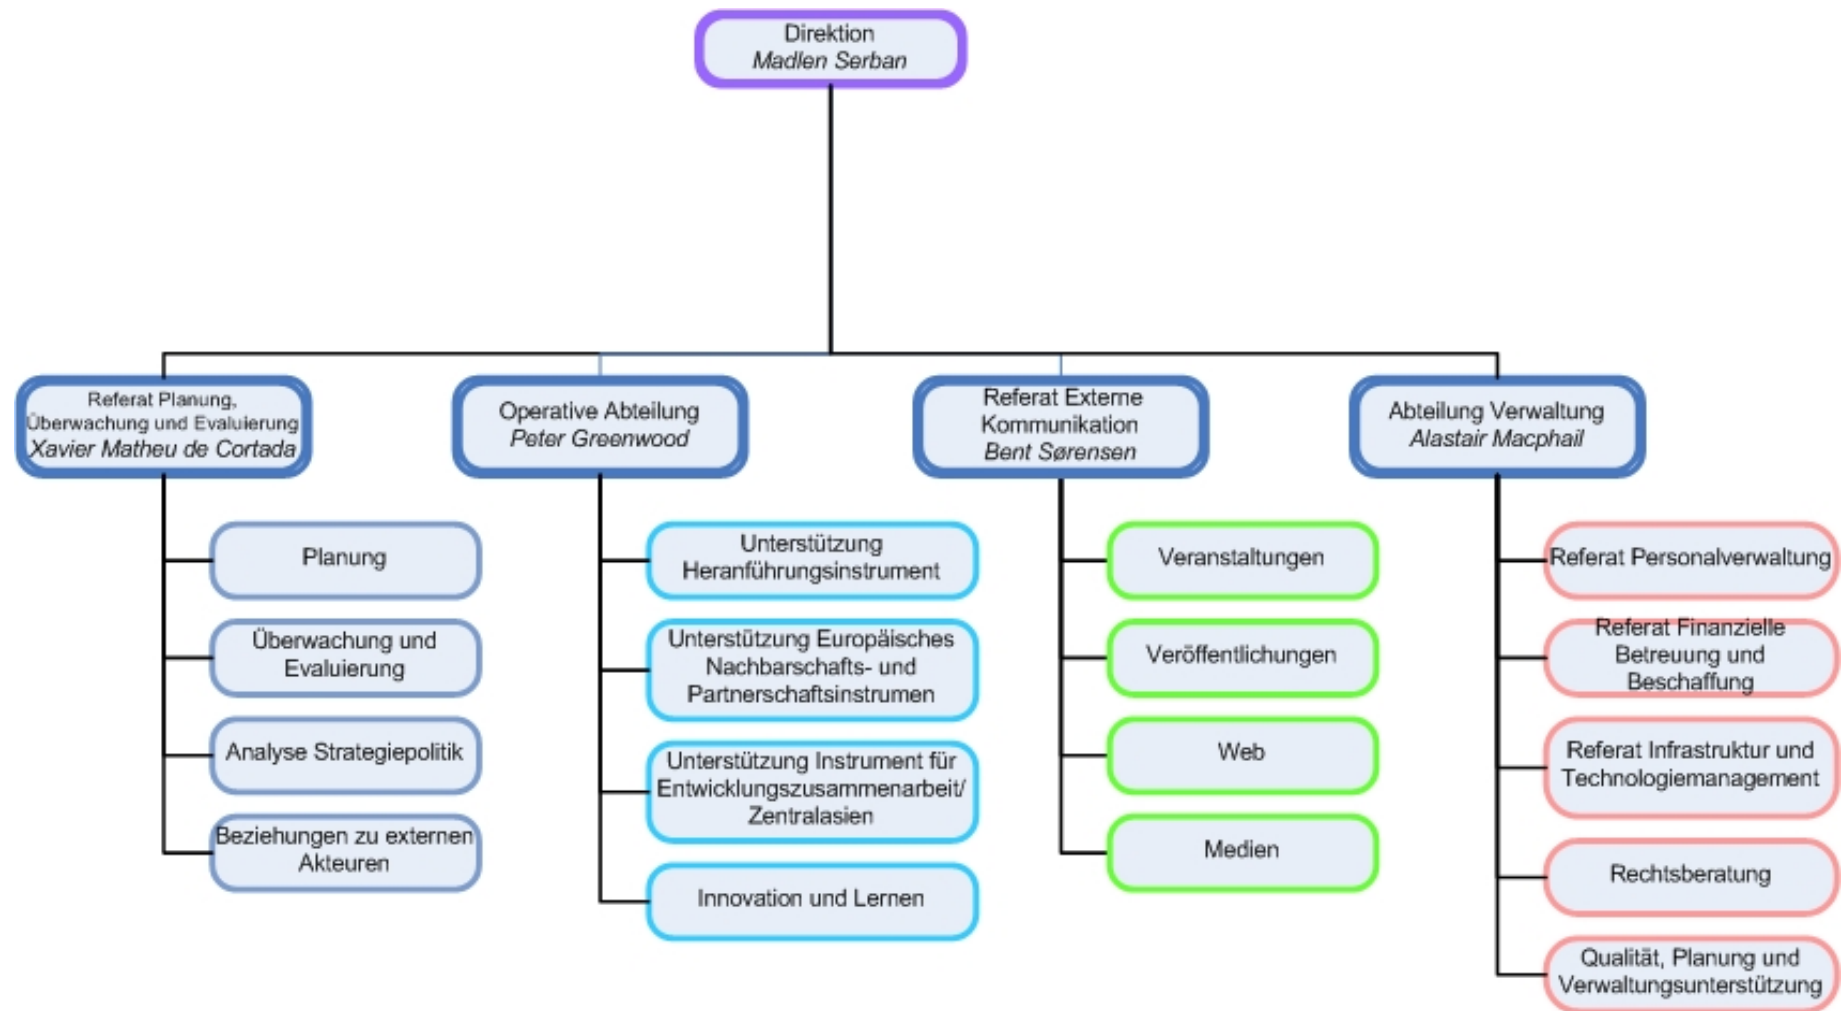 Direktion
Madlen Serban
Referat Planung,
Überwachung und Evaluierung
Xavier Matheu de Cortada
Operative Abteilung
Peter Greenwood
Referat Externe
Kommunikation
Bent Sørensen
Abteilung Verwaltung
Alastair Macphail
Planung
Überwachung und
Evaluierung
Analyse Strategiepolitik
Beziehungen zu externen
Akteuren
Unterstützung
Heranführungsinstrument
Unterstützung Europäisches
Nachbarschafts- und
Partnerschaftsinstrumen
Unterstützung Instrument für
Entwicklungszusammenarbeit/
Zentralasien
Innovation und Lernen
Veranstaltungen
Veröffentlichungen
Web
Medien
Referat Personalverwaltung
Referat Finanzielle
Betreuung und
Beschaffung
Referat Infrastruktur und
Technologiemanagement
Rechtsberatung
Qualität, Planung und
Verwaltungsunterstützung